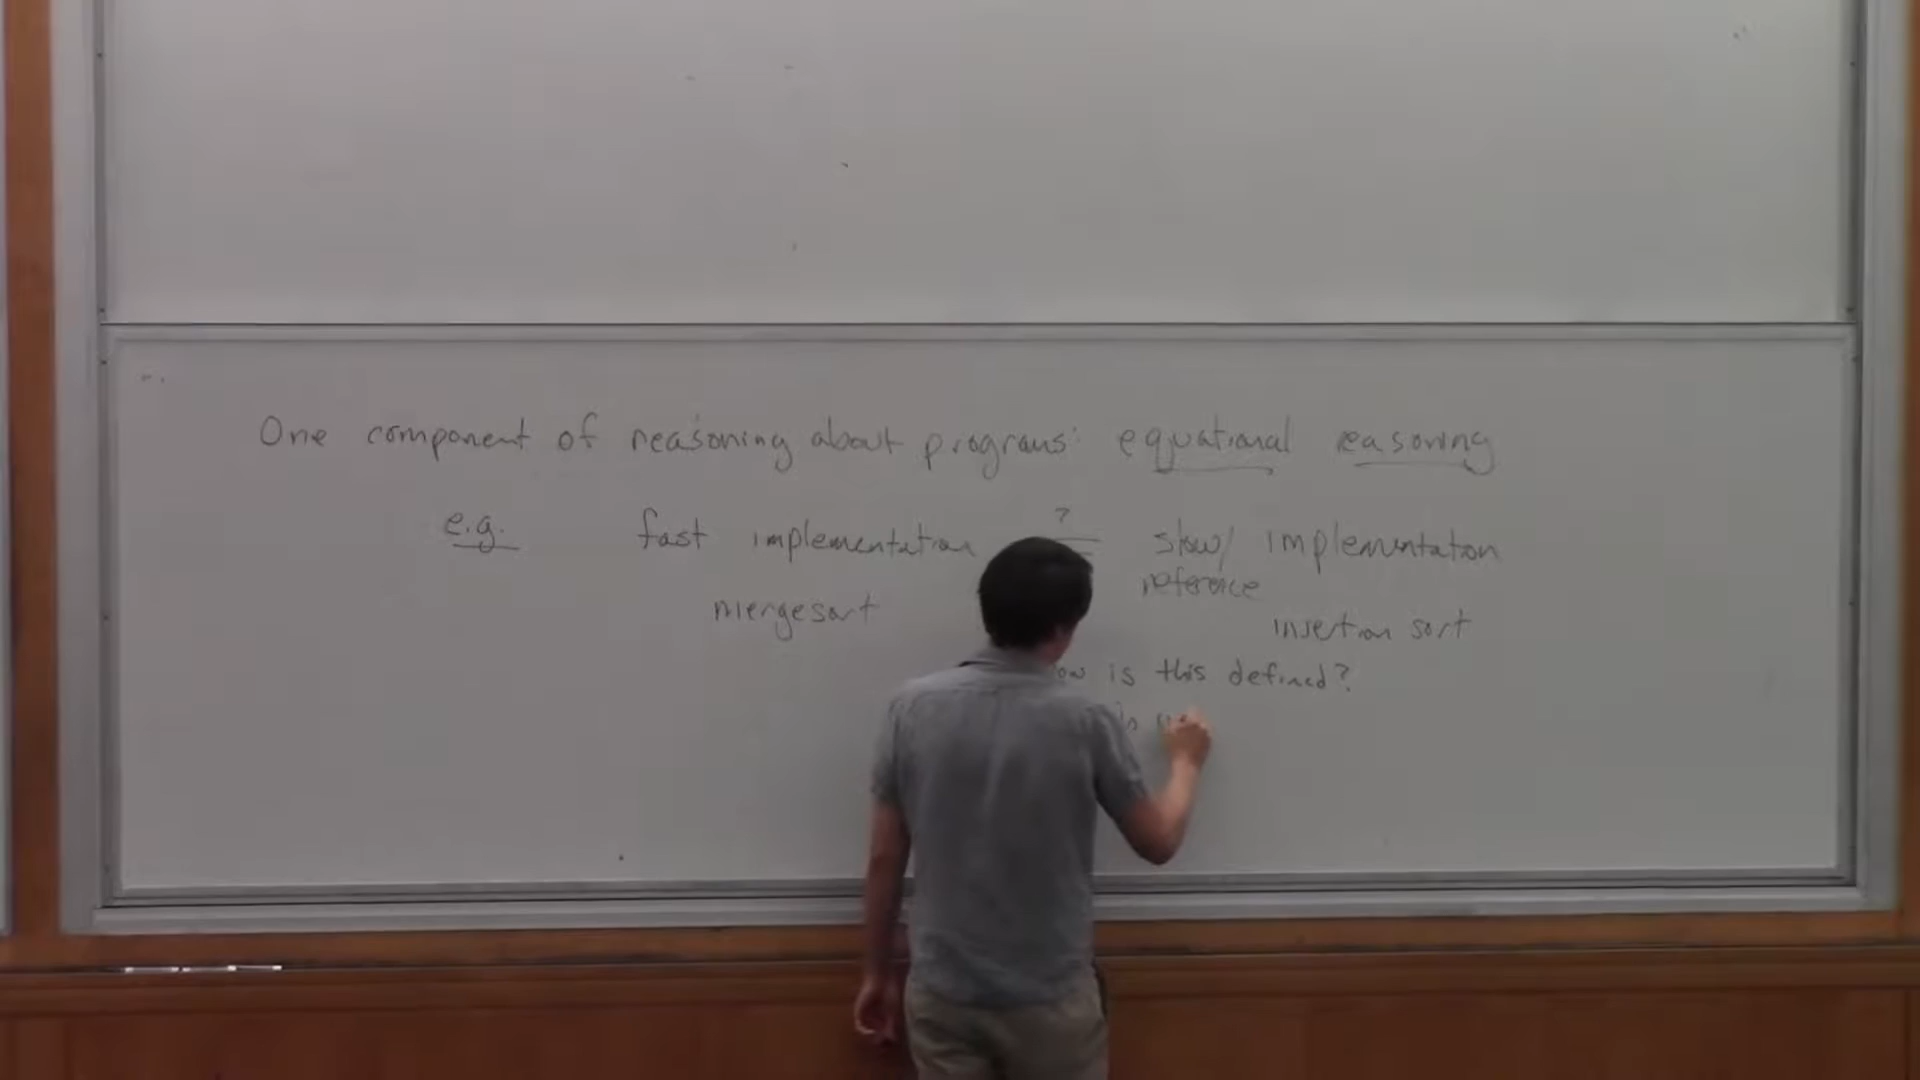 One component of reasoning about programs: equational reasoning
e.g. fast implementation ? = slow/ implementation
reference
mergesort
insertion sort
is this defined?